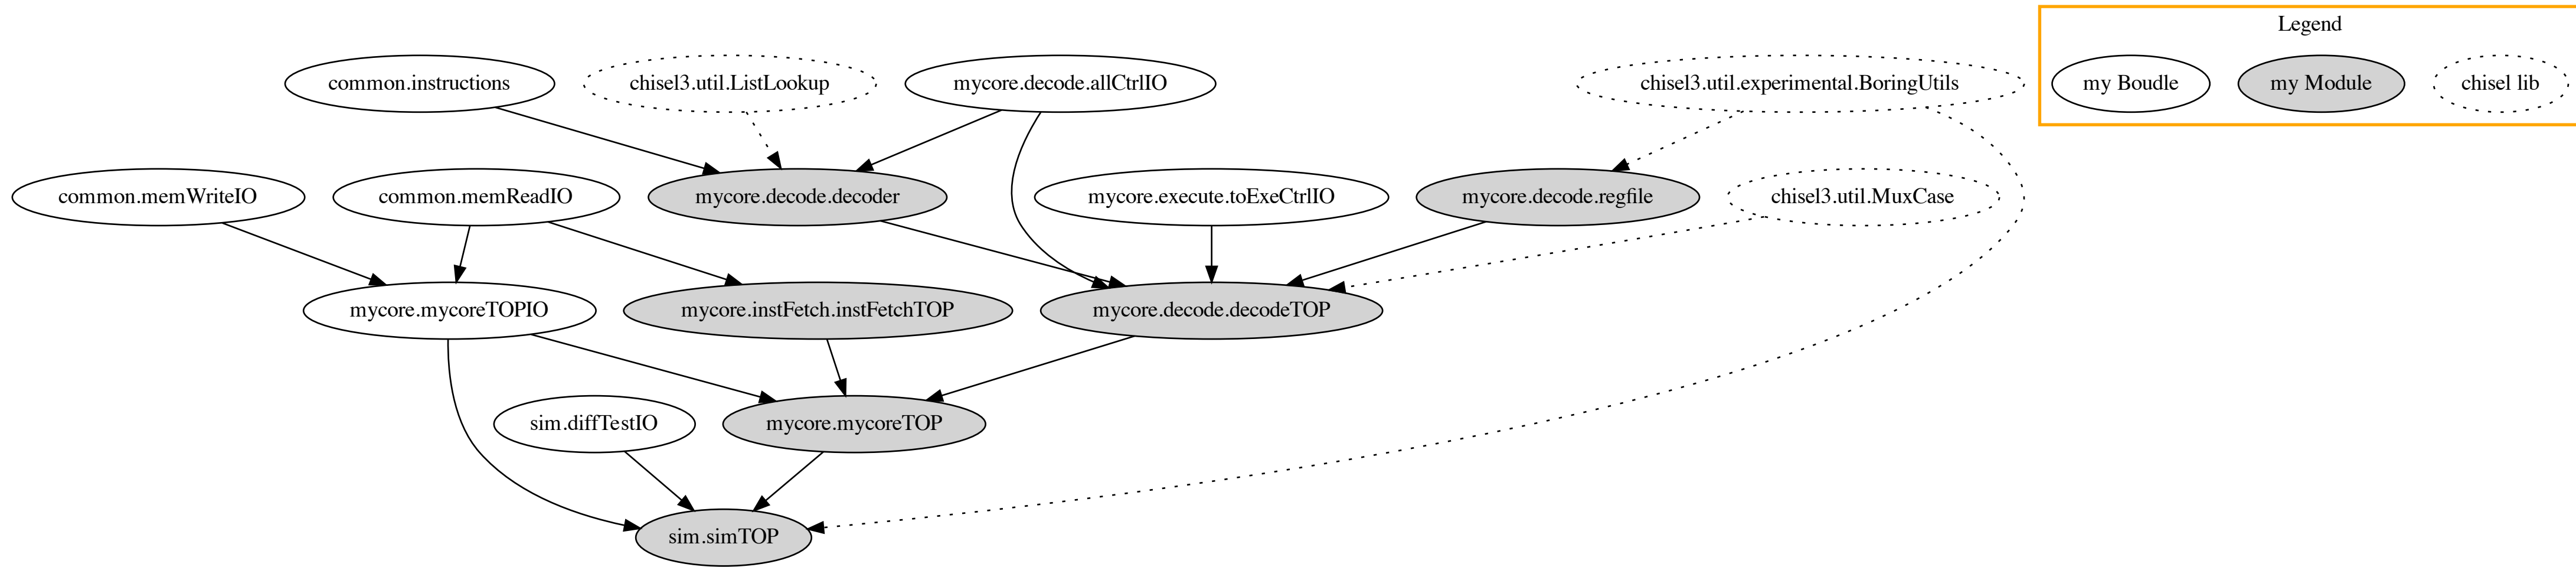 Legend
common.instructions
chisel3.util.ListLookup
mycore.decode.allCtrlIO
chisel3.util.experimental.BoringUtils
my Boudle
my Module
chisel lib
common.memWriteIO
common.memReadIO
mycore.decode.decoder
mycore.execute.toExeCtrlIO
mycore.decode.regfile
chisel3.util.MuxCase
mycore.mycoreTOPIO
mycore.instFetch.instFetchTOP
mycore.decode.decodeTOP
sim.diffTestIO
mycore.mycoreTOP
sim.simTOP